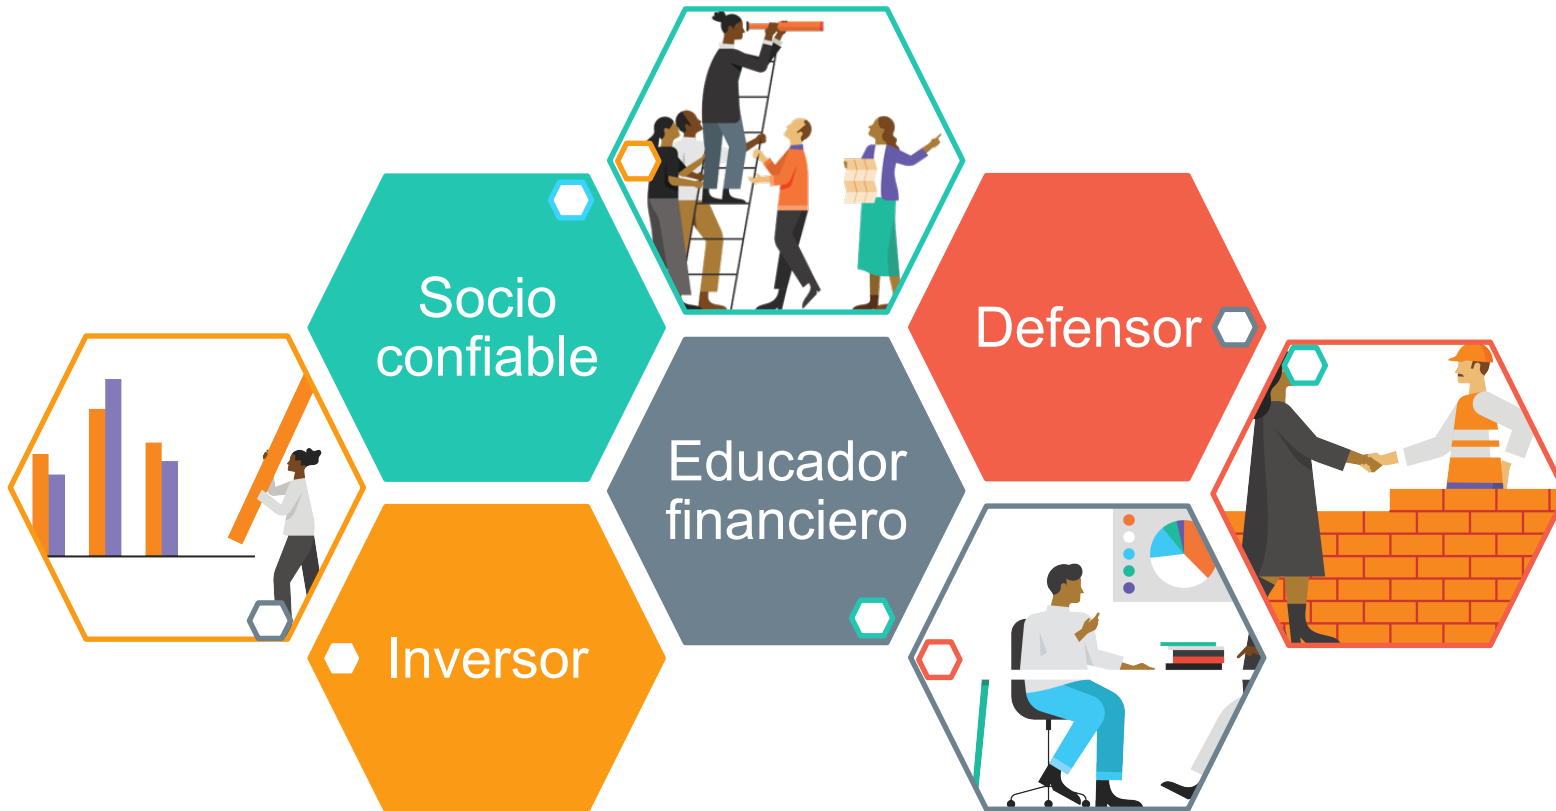 Socio
confiable
Defensor
Educador
financiero
Inversor